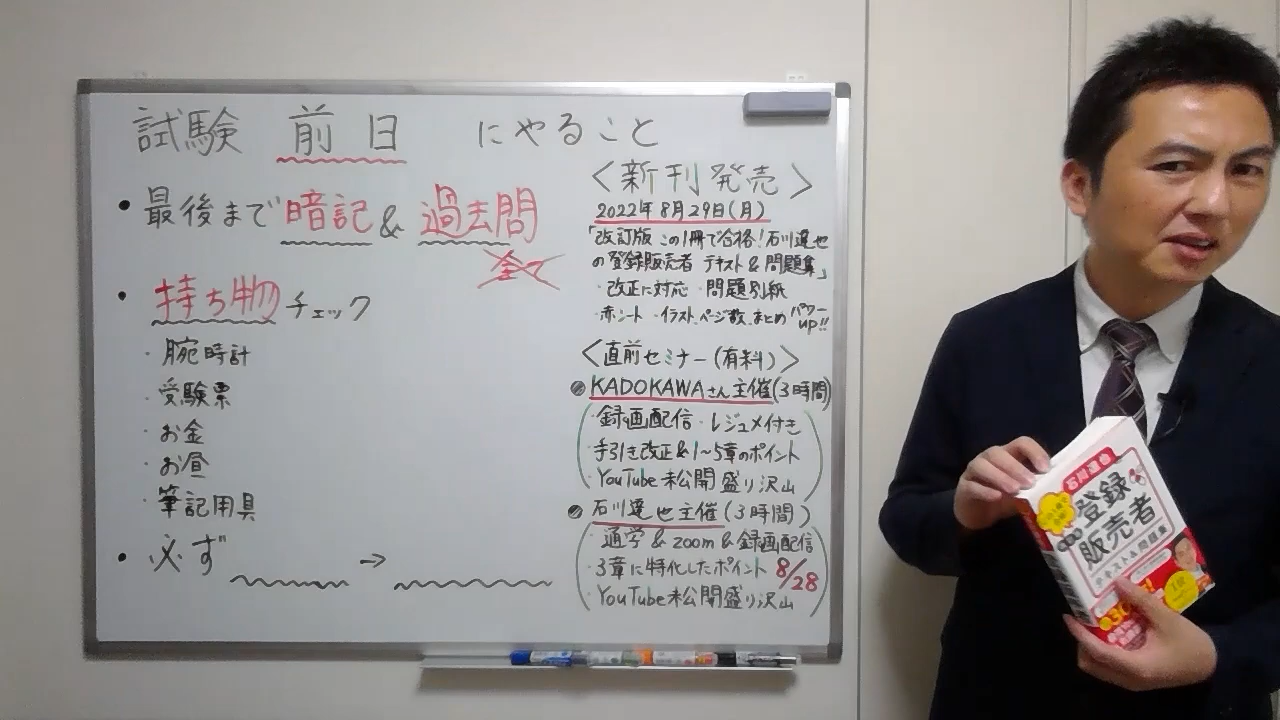 試験 前日 にやること
・最後まで暗記&過去問
全て
・持ち物チェック
・腕時計
・受験票
・お金
・お昼
・筆記用具
・必ず →
〈新刊発売〉
2022年8月29日(月)
「改訂版 この1冊で合格!石川達也
の登録販売者 テキスト&問題集」
・改正に対応 ・問題別紙
・赤シート ・イラスト、ページ数、まとめ パワーup!!
〈直前セミナー(有料)〉
●KADOKAWAさん主催(3時間)
・録画配信 ・レジュメ付き
・手引き改正&1~5章のポイント
・YouTube未公開盛り沢山
●石川達也主催(3時間)
・通学&zoom&録画配信
・3章に特化したポイント 8/28
・YouTube未公開盛り沢山
石川達也
登録
販売者
テキスト&問題集